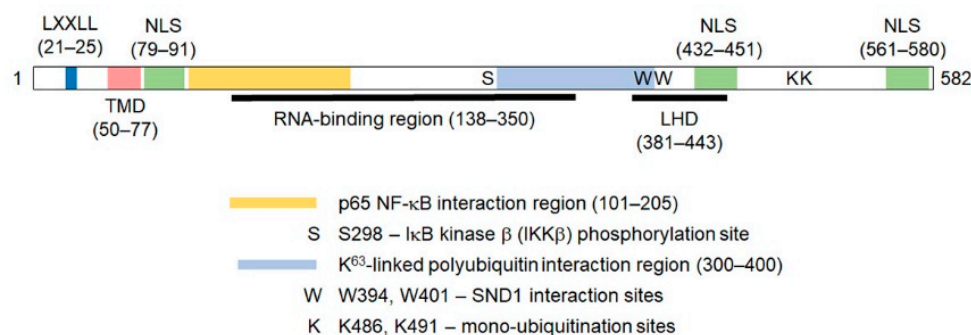 LXXLL NLS NLS NLS
(21–25) (79–91) (432–451) (561–580)
1 S WW KK 582
TMD RNA-binding region (138–350) LHD
(50–77) (381–443)
p65 NF-κB interaction region (101–205)
S S298 – IκB kinase β (IKKβ) phosphorylation site
K63-linked polyubiquitin interaction region (300–400)
W W394, W401 – SND1 interaction sites
K K486, K491 – mono-ubiquitination sites